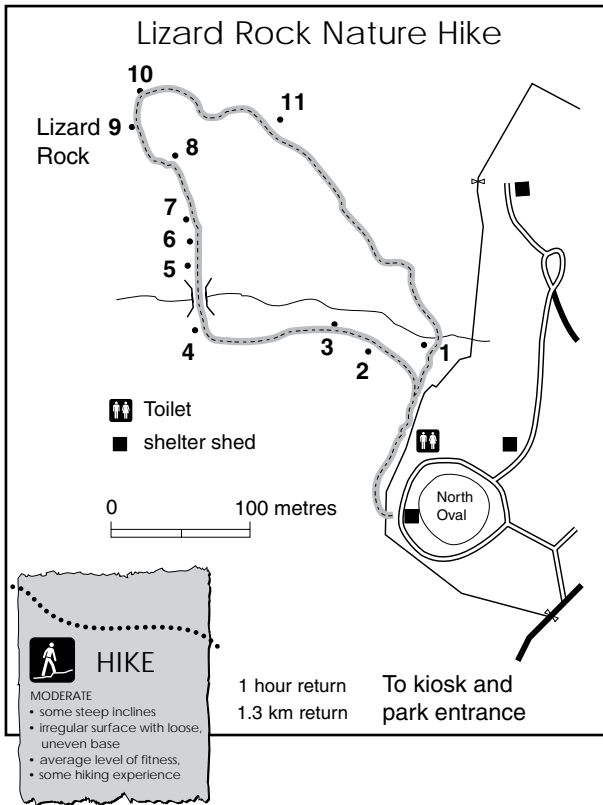 Lizard Rock Nature Hike
10
11
Lizard 9
Rock
8
7
6
5
4
3
2
1
Toilet
shelter shed
0 100 metres
North
Oval
HIKE
MODERATE
• some steep inclines
• irregular surface with loose,
uneven base
• average level of fitness,
• some hiking experience
1 hour return
1.3 km return
To kiosk and
park entrance